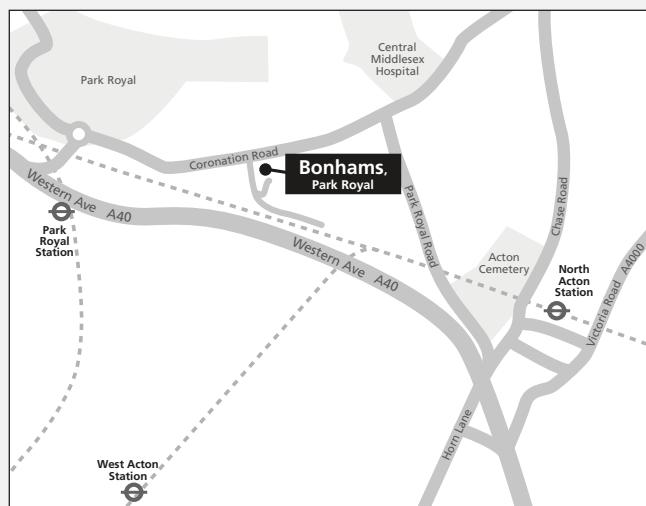 Central
Middlesex
Hospital
Park Royal
Coronation Road
Bonhams,
Park Royal
Western Ave A40
Park
Royal
Station
Western Ave A40
Park Royal Road
Chase Road
Acton
Cemetery
North
Acton
Station
Victoria Road A4000
Horn Lane
West Acton
Station